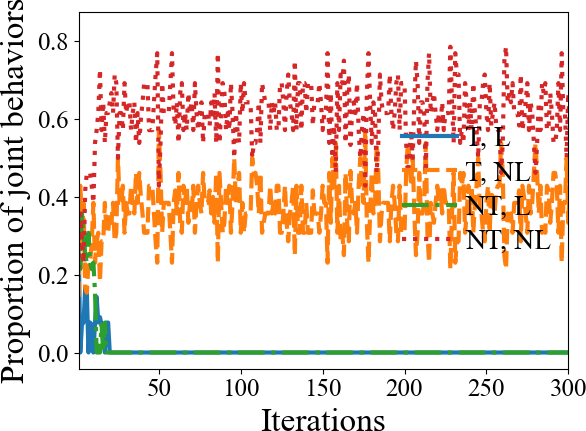 Proportion of joint behaviors
0.8
0.6
0.4
0.2
0.0
T, L
T, NL
NT, L
NT, NL
50
100
150
200
250
300
Iterations